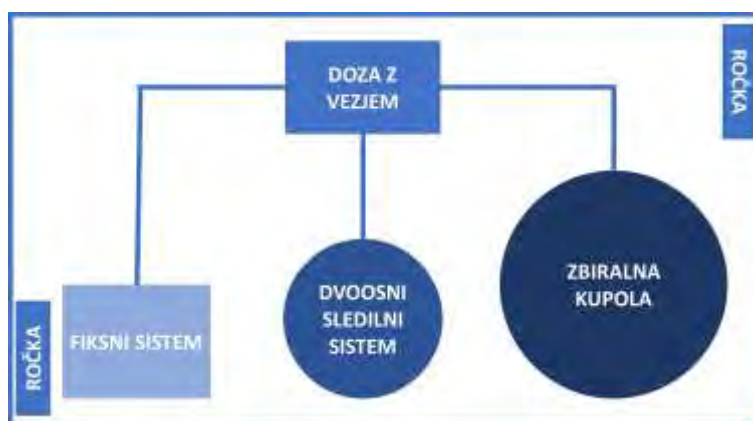 DOZA Z
VEZJEM
ROČKA
ZBIRALNA
KUPOLA
DVOOSNI
SLEDILNI
SISTEM
FIKSNI SISTEM
ROČKA